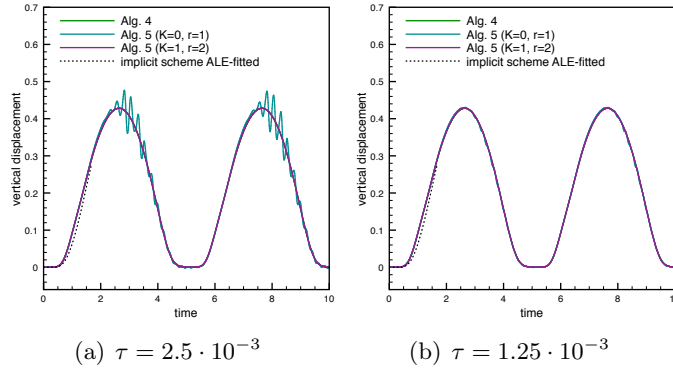 Alg. 4
Alg. 5 (K=0, r=1)
Alg. 5 (K=1, r=2)
implicit scheme ALE-fitted
vertical displacement
0.7
0.6
0.5
0.4
0.3
0.2
0.1
0
0 2 4 6 8 10
time
(a) τ = 2.5 · 10⁻³
Alg. 4
Alg. 5 (K=0, r=1)
Alg. 5 (K=1, r=2)
implicit scheme ALE-fitted
vertical displacement
0.7
0.6
0.5
0.4
0.3
0.2
0.1
0
0 2 4 6 8
time
(b) τ = 1.25 · 10⁻³